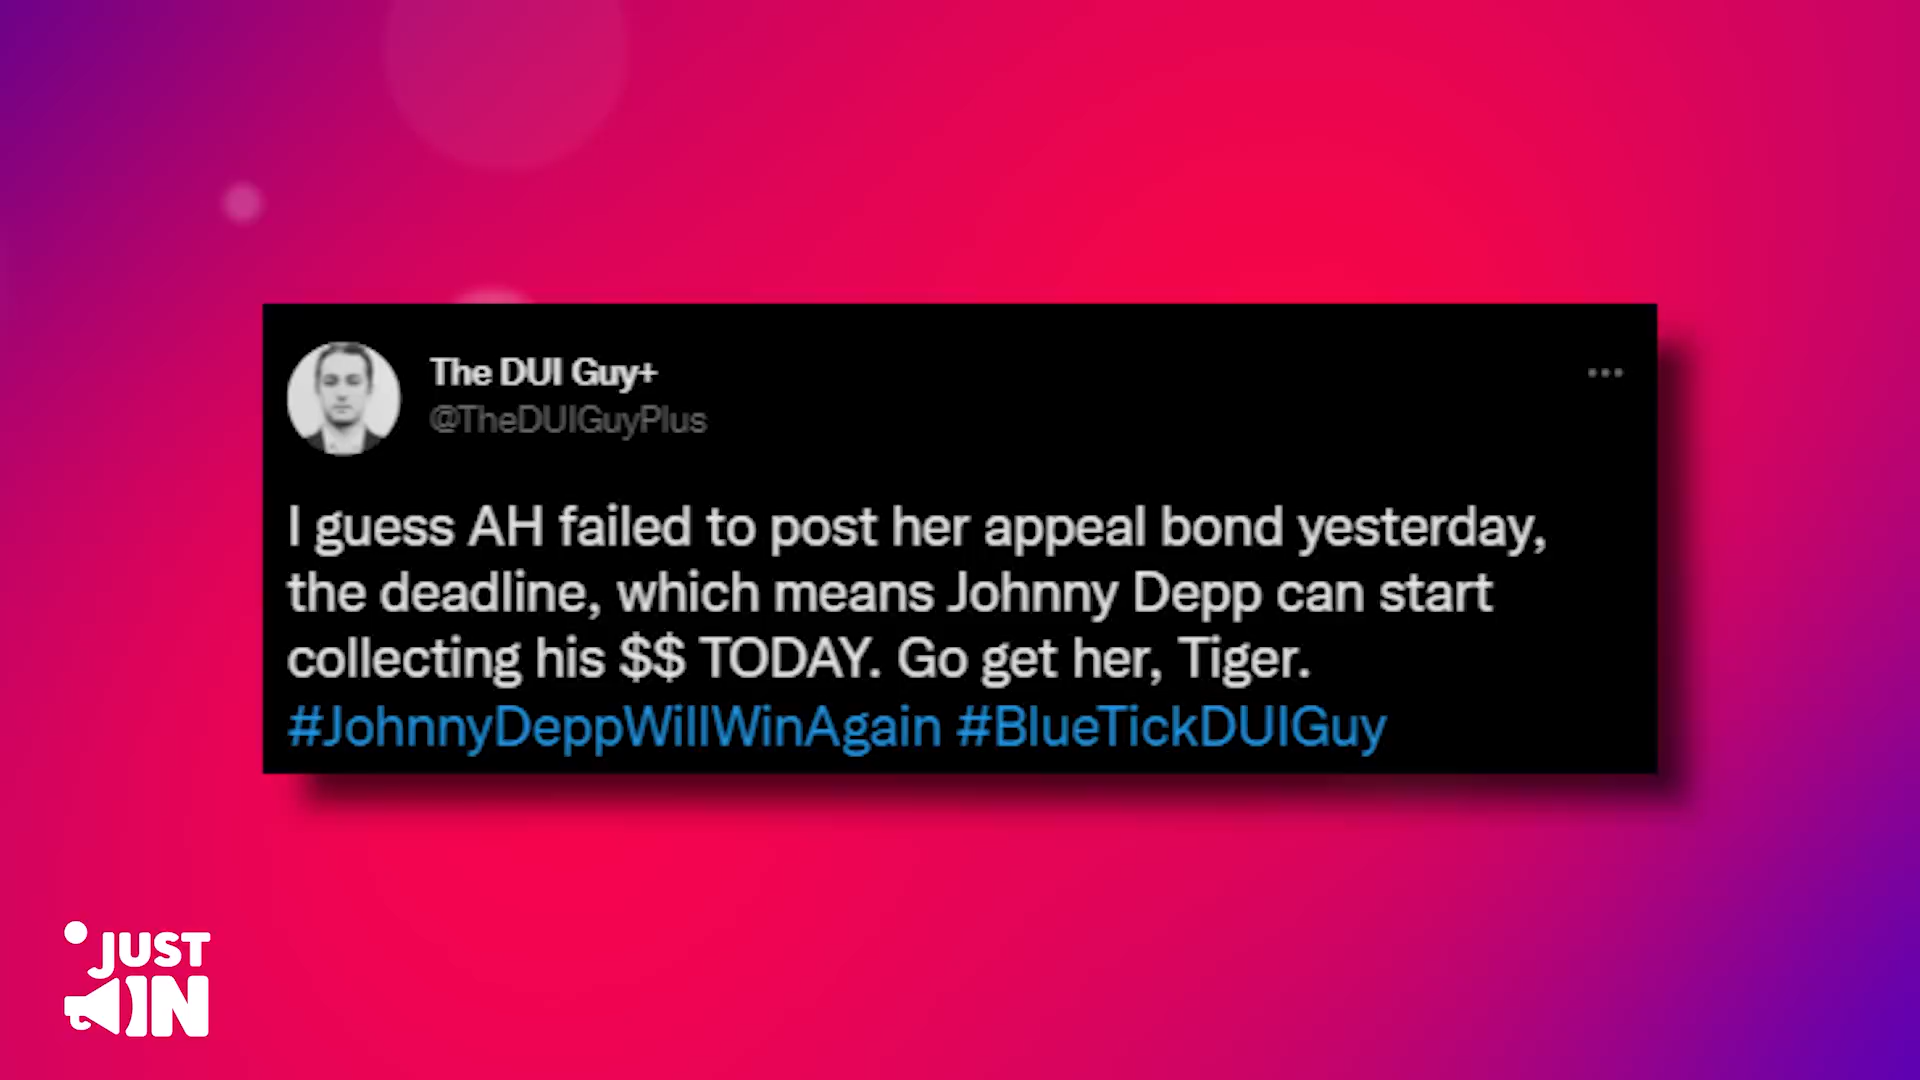 The DUI Guy+
@TheDUIGuyPlus
I guess AH failed to post her appeal bond yesterday,
the deadline, which means Johnny Depp can start
collecting his $$ TODAY. Go get her, Tiger.
#JohnnyDeppWillWinAgain #BlueTickDUIGuy
JUST
IN